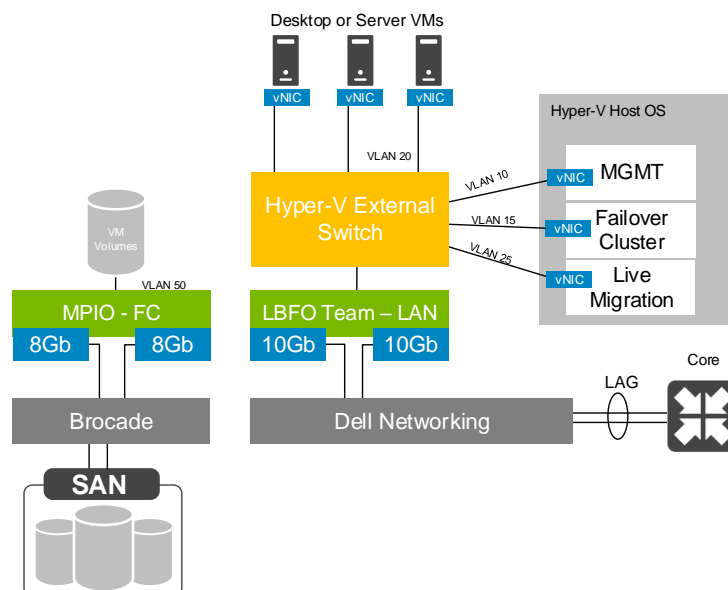 Desktop or Server VMs
vNIC
vNIC
vNIC
VLAN 20
Hyper-V Host OS
VLAN 10
vNIC
MGMT
Hyper-V External
Switch
VLAN 15
vNIC
Failover
Cluster
VLAN 25
vNIC
Live
Migration
VM
Volumes
VLAN 50
MPIO - FC
8Gb
8Gb
LBFO Team – LAN
10Gb
10Gb
Brocade
Dell Networking
LAG
Core
SAN